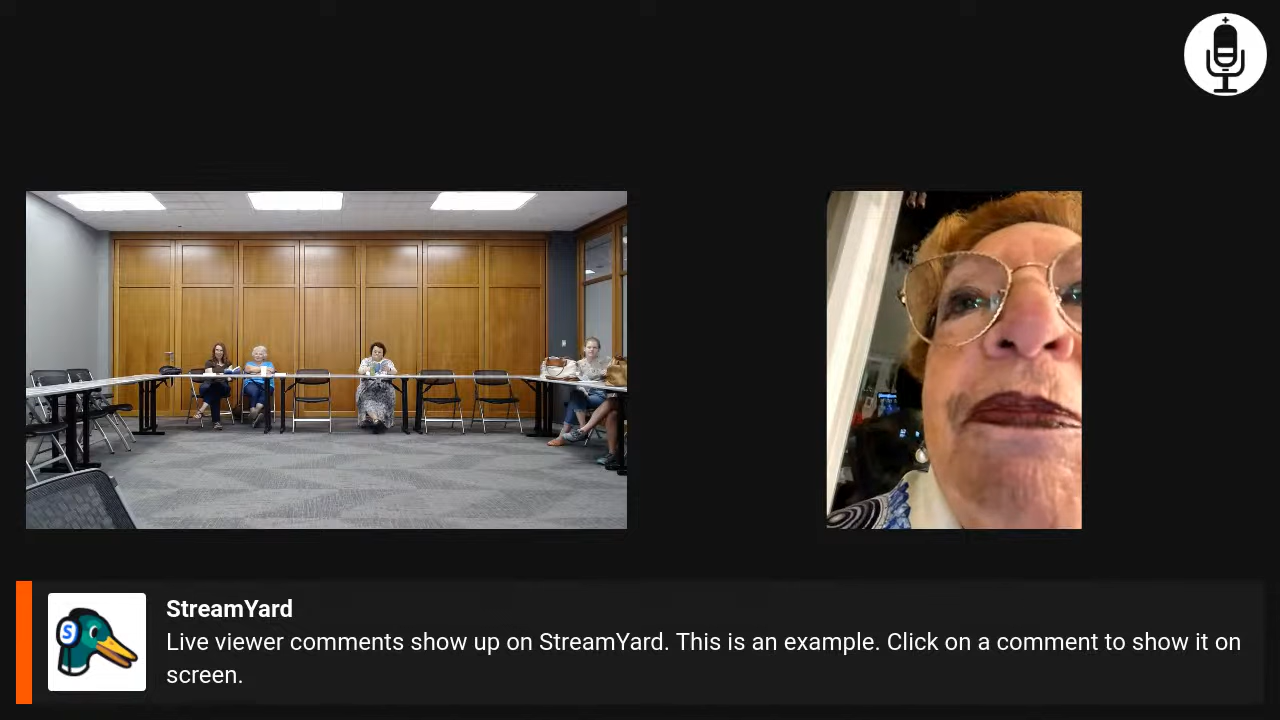 StreamYard
Live viewer comments show up on StreamYard. This is an example. Click on a comment to show it on
screen.
S